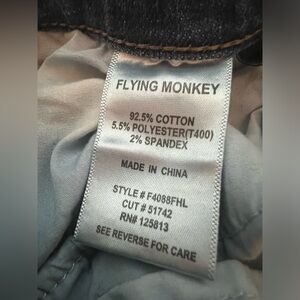 FLYING MONKEY
92.5% COTTON
5.5% POLYESTER(T400)
2% SPANDEX
MADE IN CHINA
STYLE # F4088FHL
CUT # 51742
RN# 125813
SEE REVERSE FOR CARE